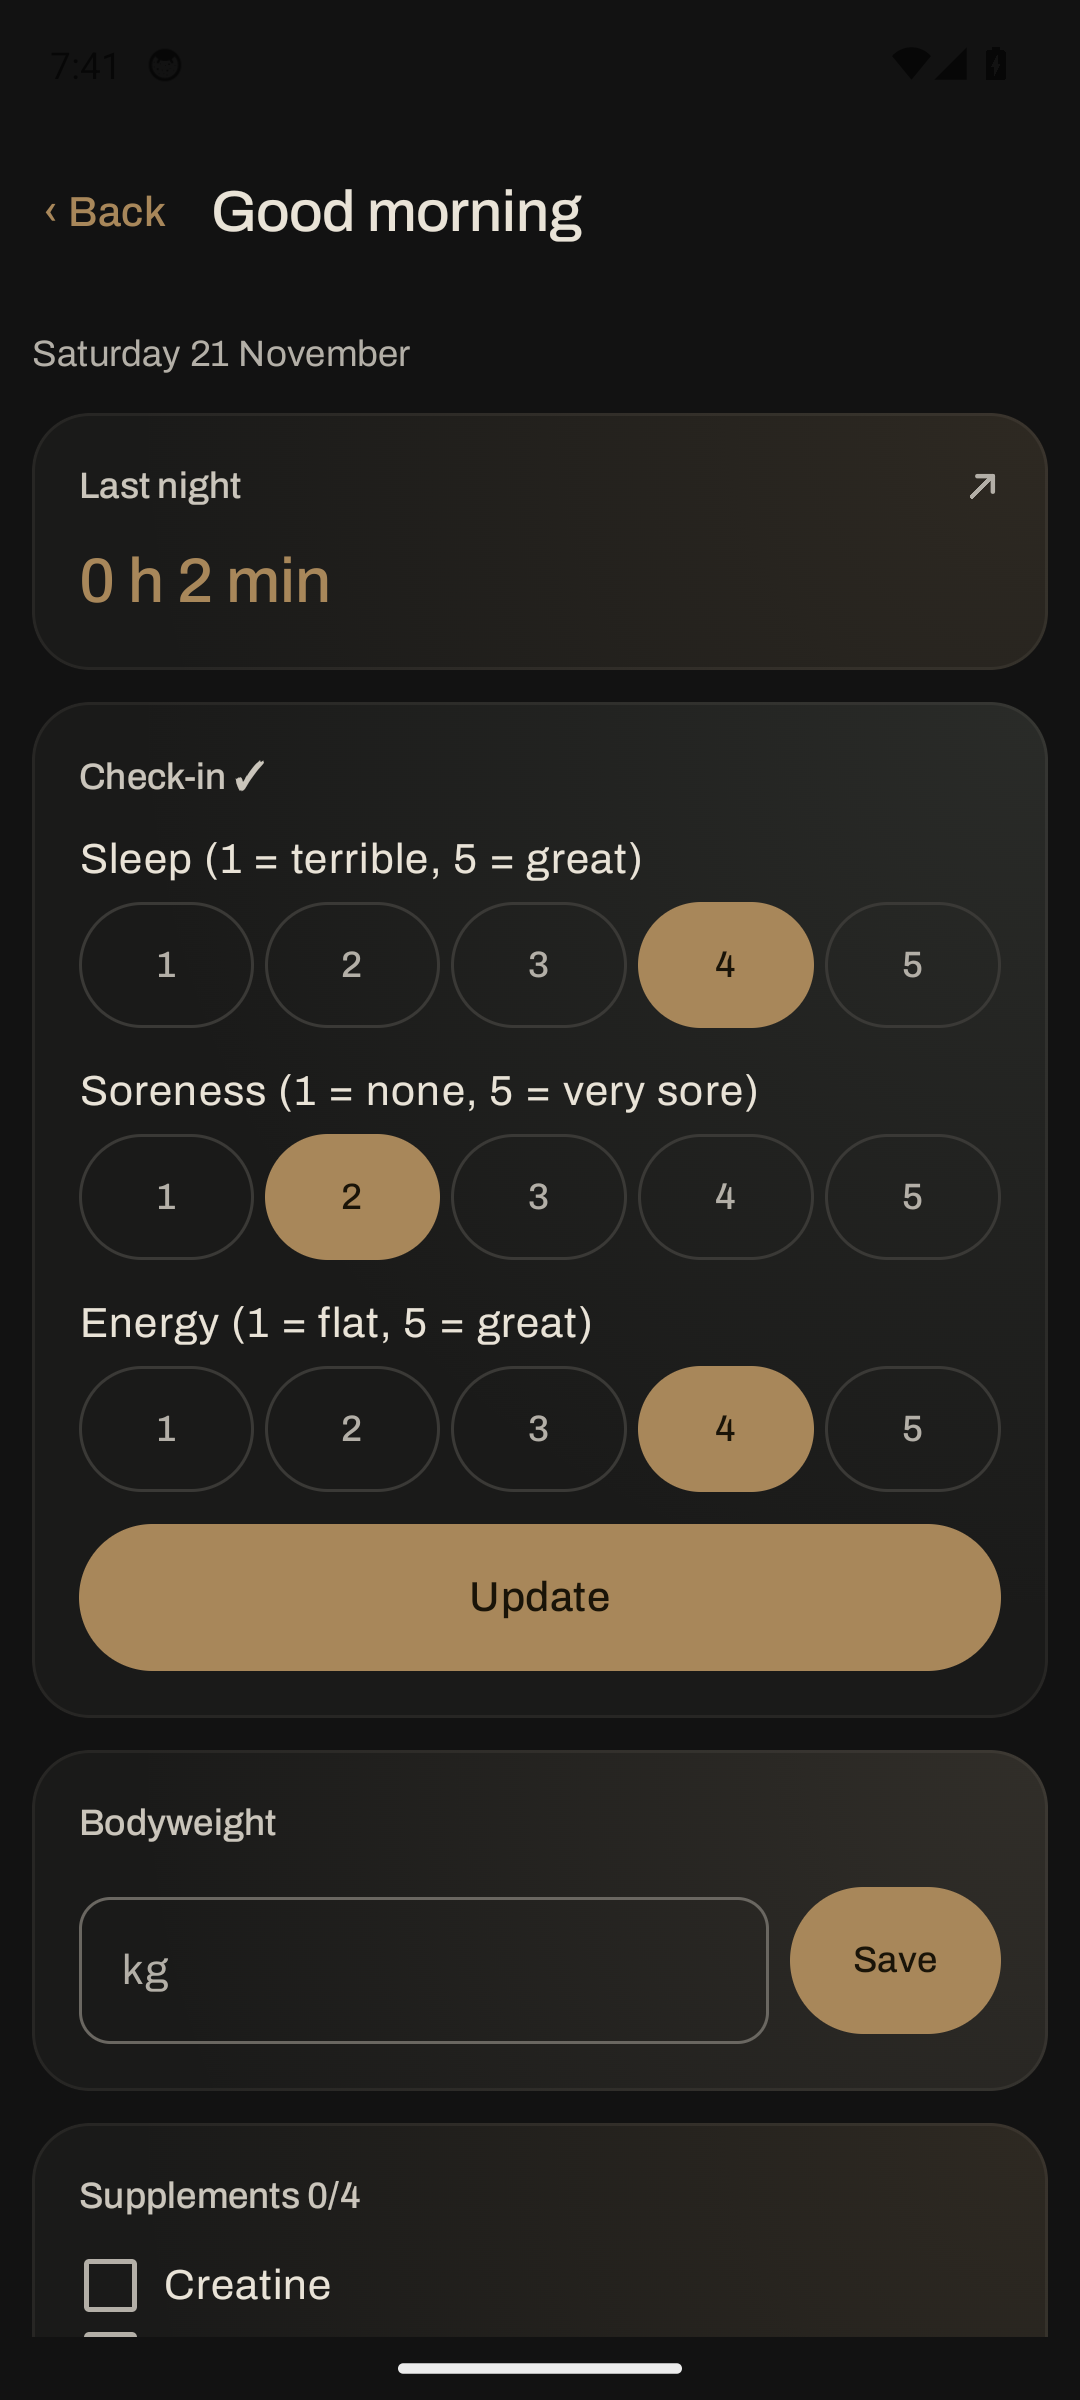 7:41
‹ Back Good morning
Saturday 21 November
Last night
0 h 2 min
Check-in ✓
Sleep (1 = terrible, 5 = great)
1 2 3 4 5
Soreness (1 = none, 5 = very sore)
1 2 3 4 5
Energy (1 = flat, 5 = great)
1 2 3 4 5
Update
Bodyweight
kg Save
Supplements 0/4
Creatine